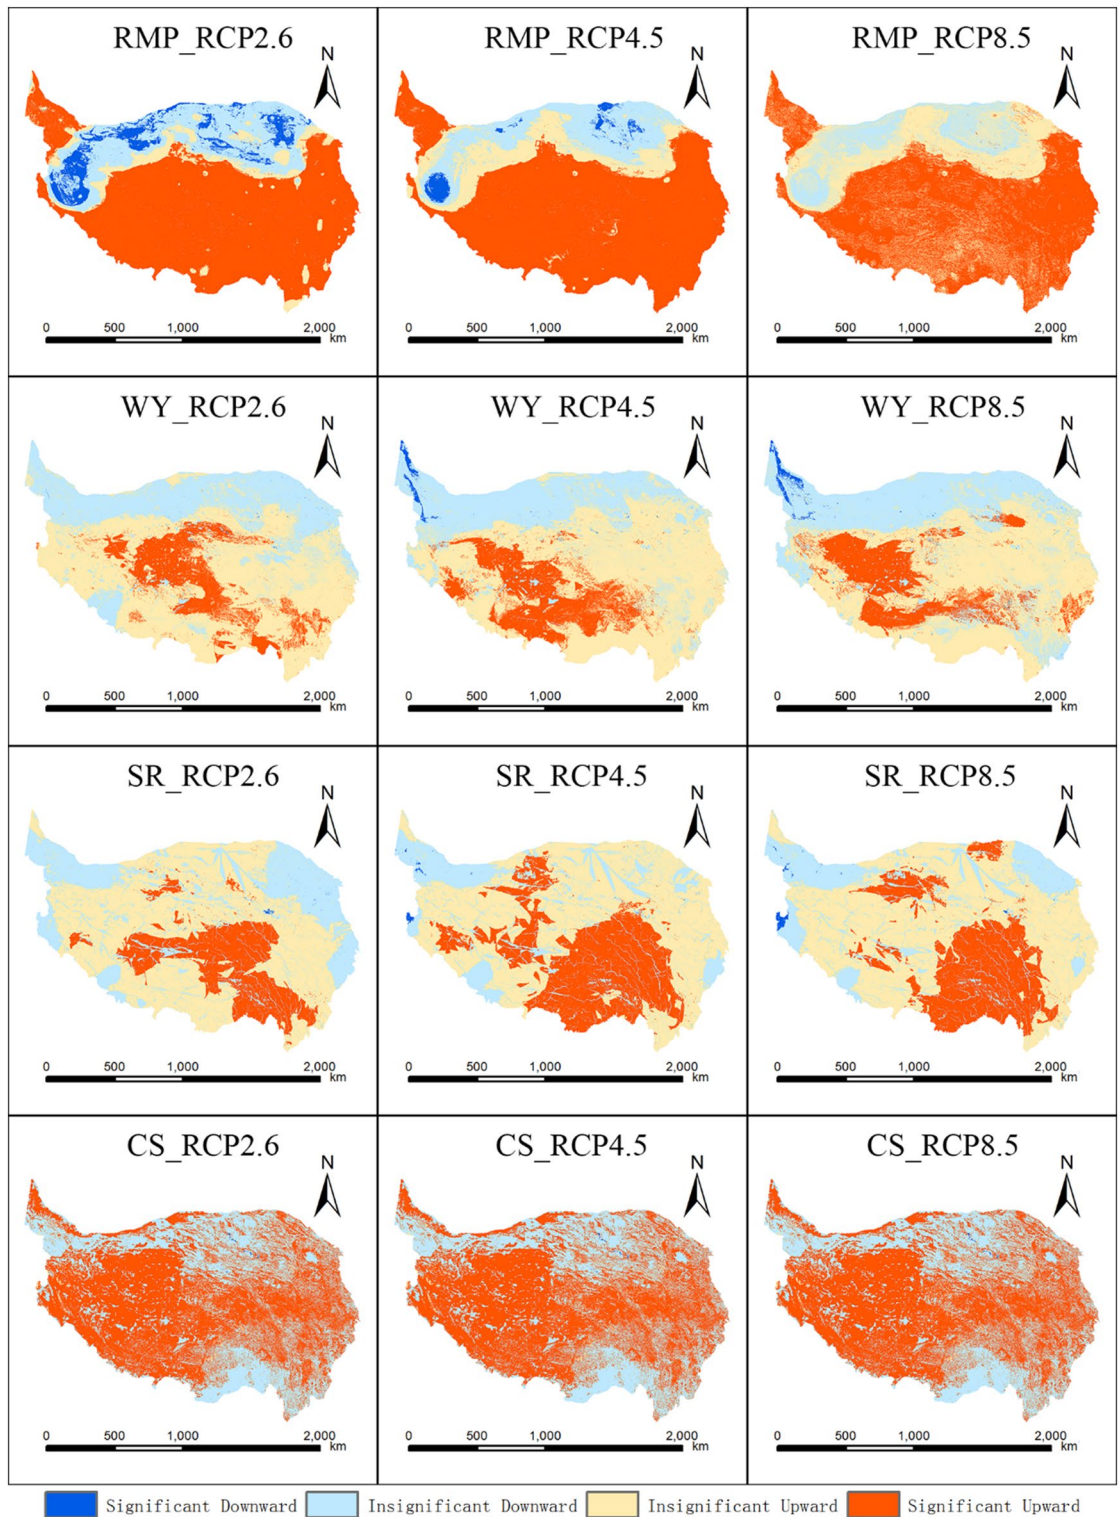 RMP_RCP2.6
N
0 500 1,000 2,000
km
RMP_RCP4.5
N
0 500 1,000 2,000
km
RMP_RCP8.5
N
0 500 1,000 2,000
km
WY_RCP2.6
N
0 500 1,000 2,000
km
WY_RCP4.5
N
0 500 1,000 2,000
km
WY_RCP8.5
N
0 500 1,000 2,000
km
SR_RCP2.6
N
0 500 1,000 2,000
km
SR_RCP4.5
N
0 500 1,000 2,000
km
SR_RCP8.5
N
0 500 1,000 2,000
km
CS_RCP2.6
N
0 500 1,000 2,000
km
CS_RCP4.5
N
0 500 1,000 2,000
km
CS_RCP8.5
N
0 500 1,000 2,000
km
Significant Downward Insignificant Downward Insignificant Upward Significant Upward